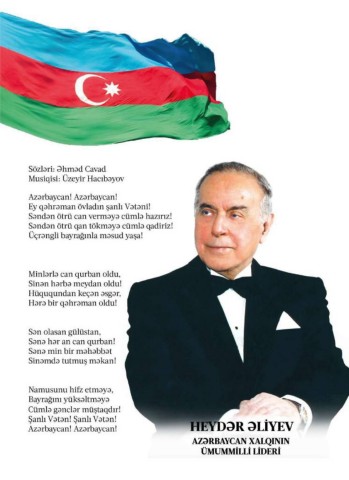 Sözləri: Əhməd Cavad
Musiqisi: Üzeyir Hacıbəyov
Azərbaycan! Azərbaycan!
Ey qəhrəman övladın şanlı Vətəni!
Səndən ötrü can verməyə cümlə hazırız!
Səndən ötrü qan tökməyə cümlə qadiriz!
Üçrəngli bayrağınla məsud yaşa!
Minlərlə can qurban oldu,
Sinən hərbə meydan oldu!
Hüququndan keçən əsgər,
Hərə bir qəhrəman oldu!
Sən olasan gülüstan,
Sənə hər an can qurban!
Sənə min bir məhəbbət
Sinəmdə tutmuş məkan!
Namusunu hifz etməyə,
Bayrağını yüksəltməyə
Cümlə gənclər müştaqdır!
Şanlı Vətən! Şanlı Vətən!
Azərbaycan! Azərbaycan!
HEYDƏR ƏLİYEV
AZƏRBAYCAN XALQININ
ÜMUMMİLLİ LİDERİ